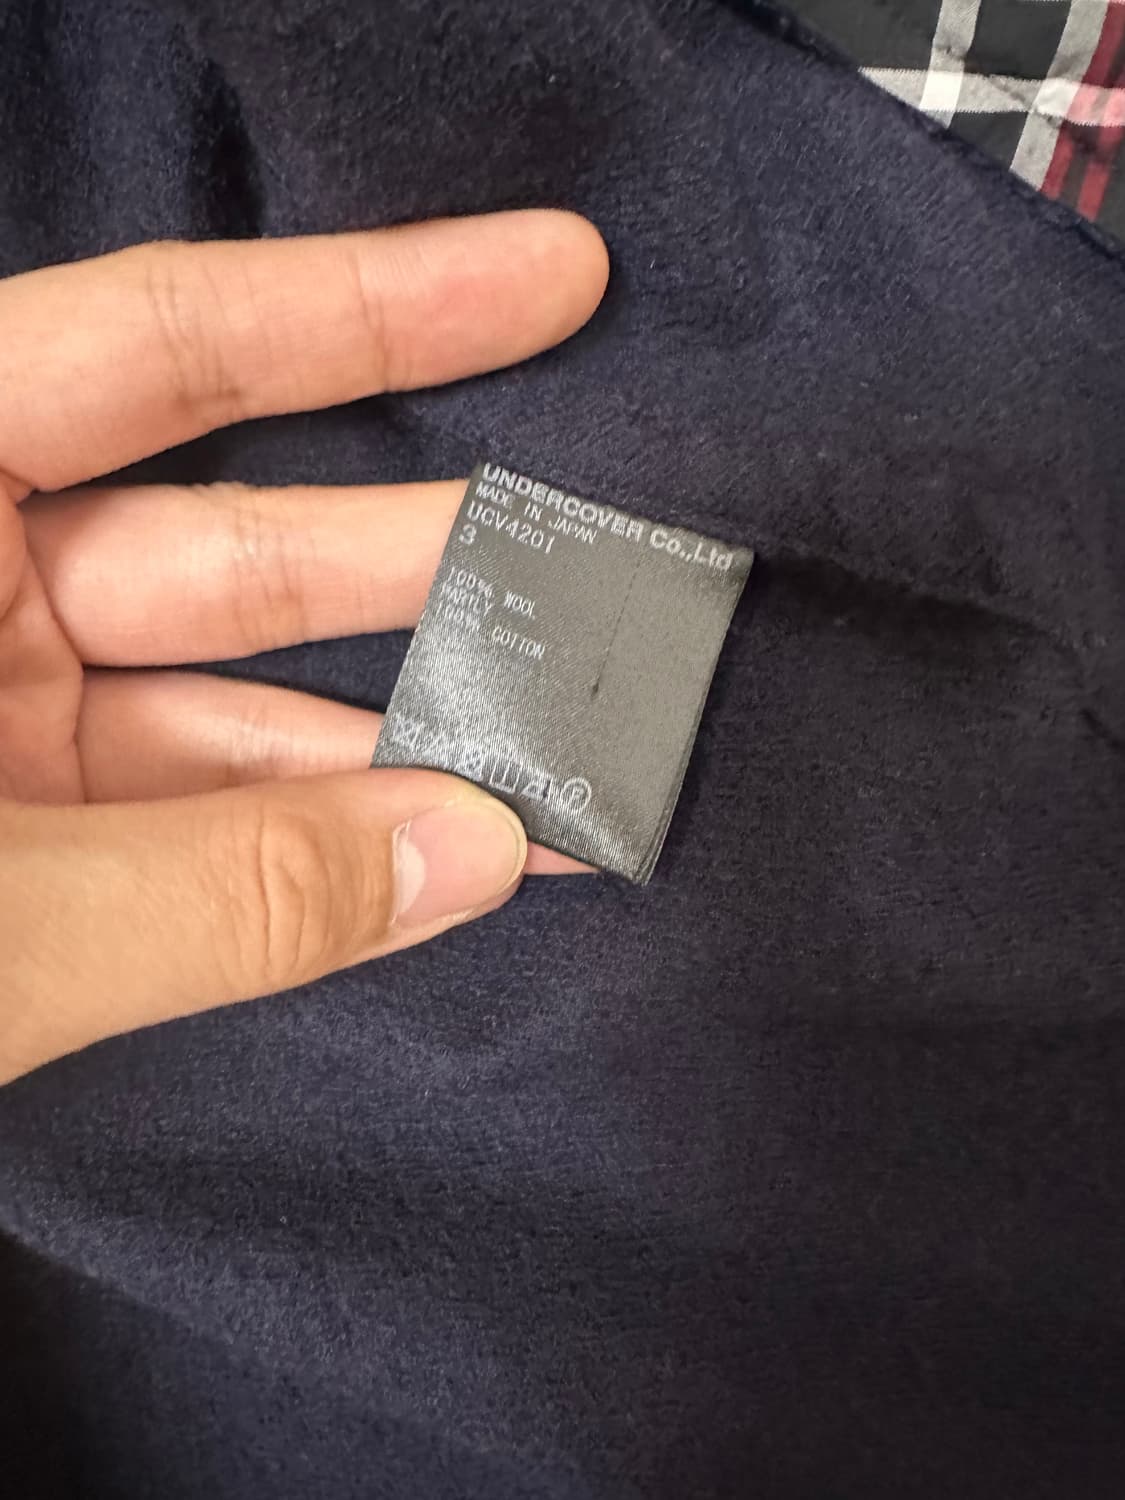 UNDERCOVER Co.,Ltd
MADE IN JAPAN
UCV4201
3
100% WOOL
PARTLY
100% COTTON
P